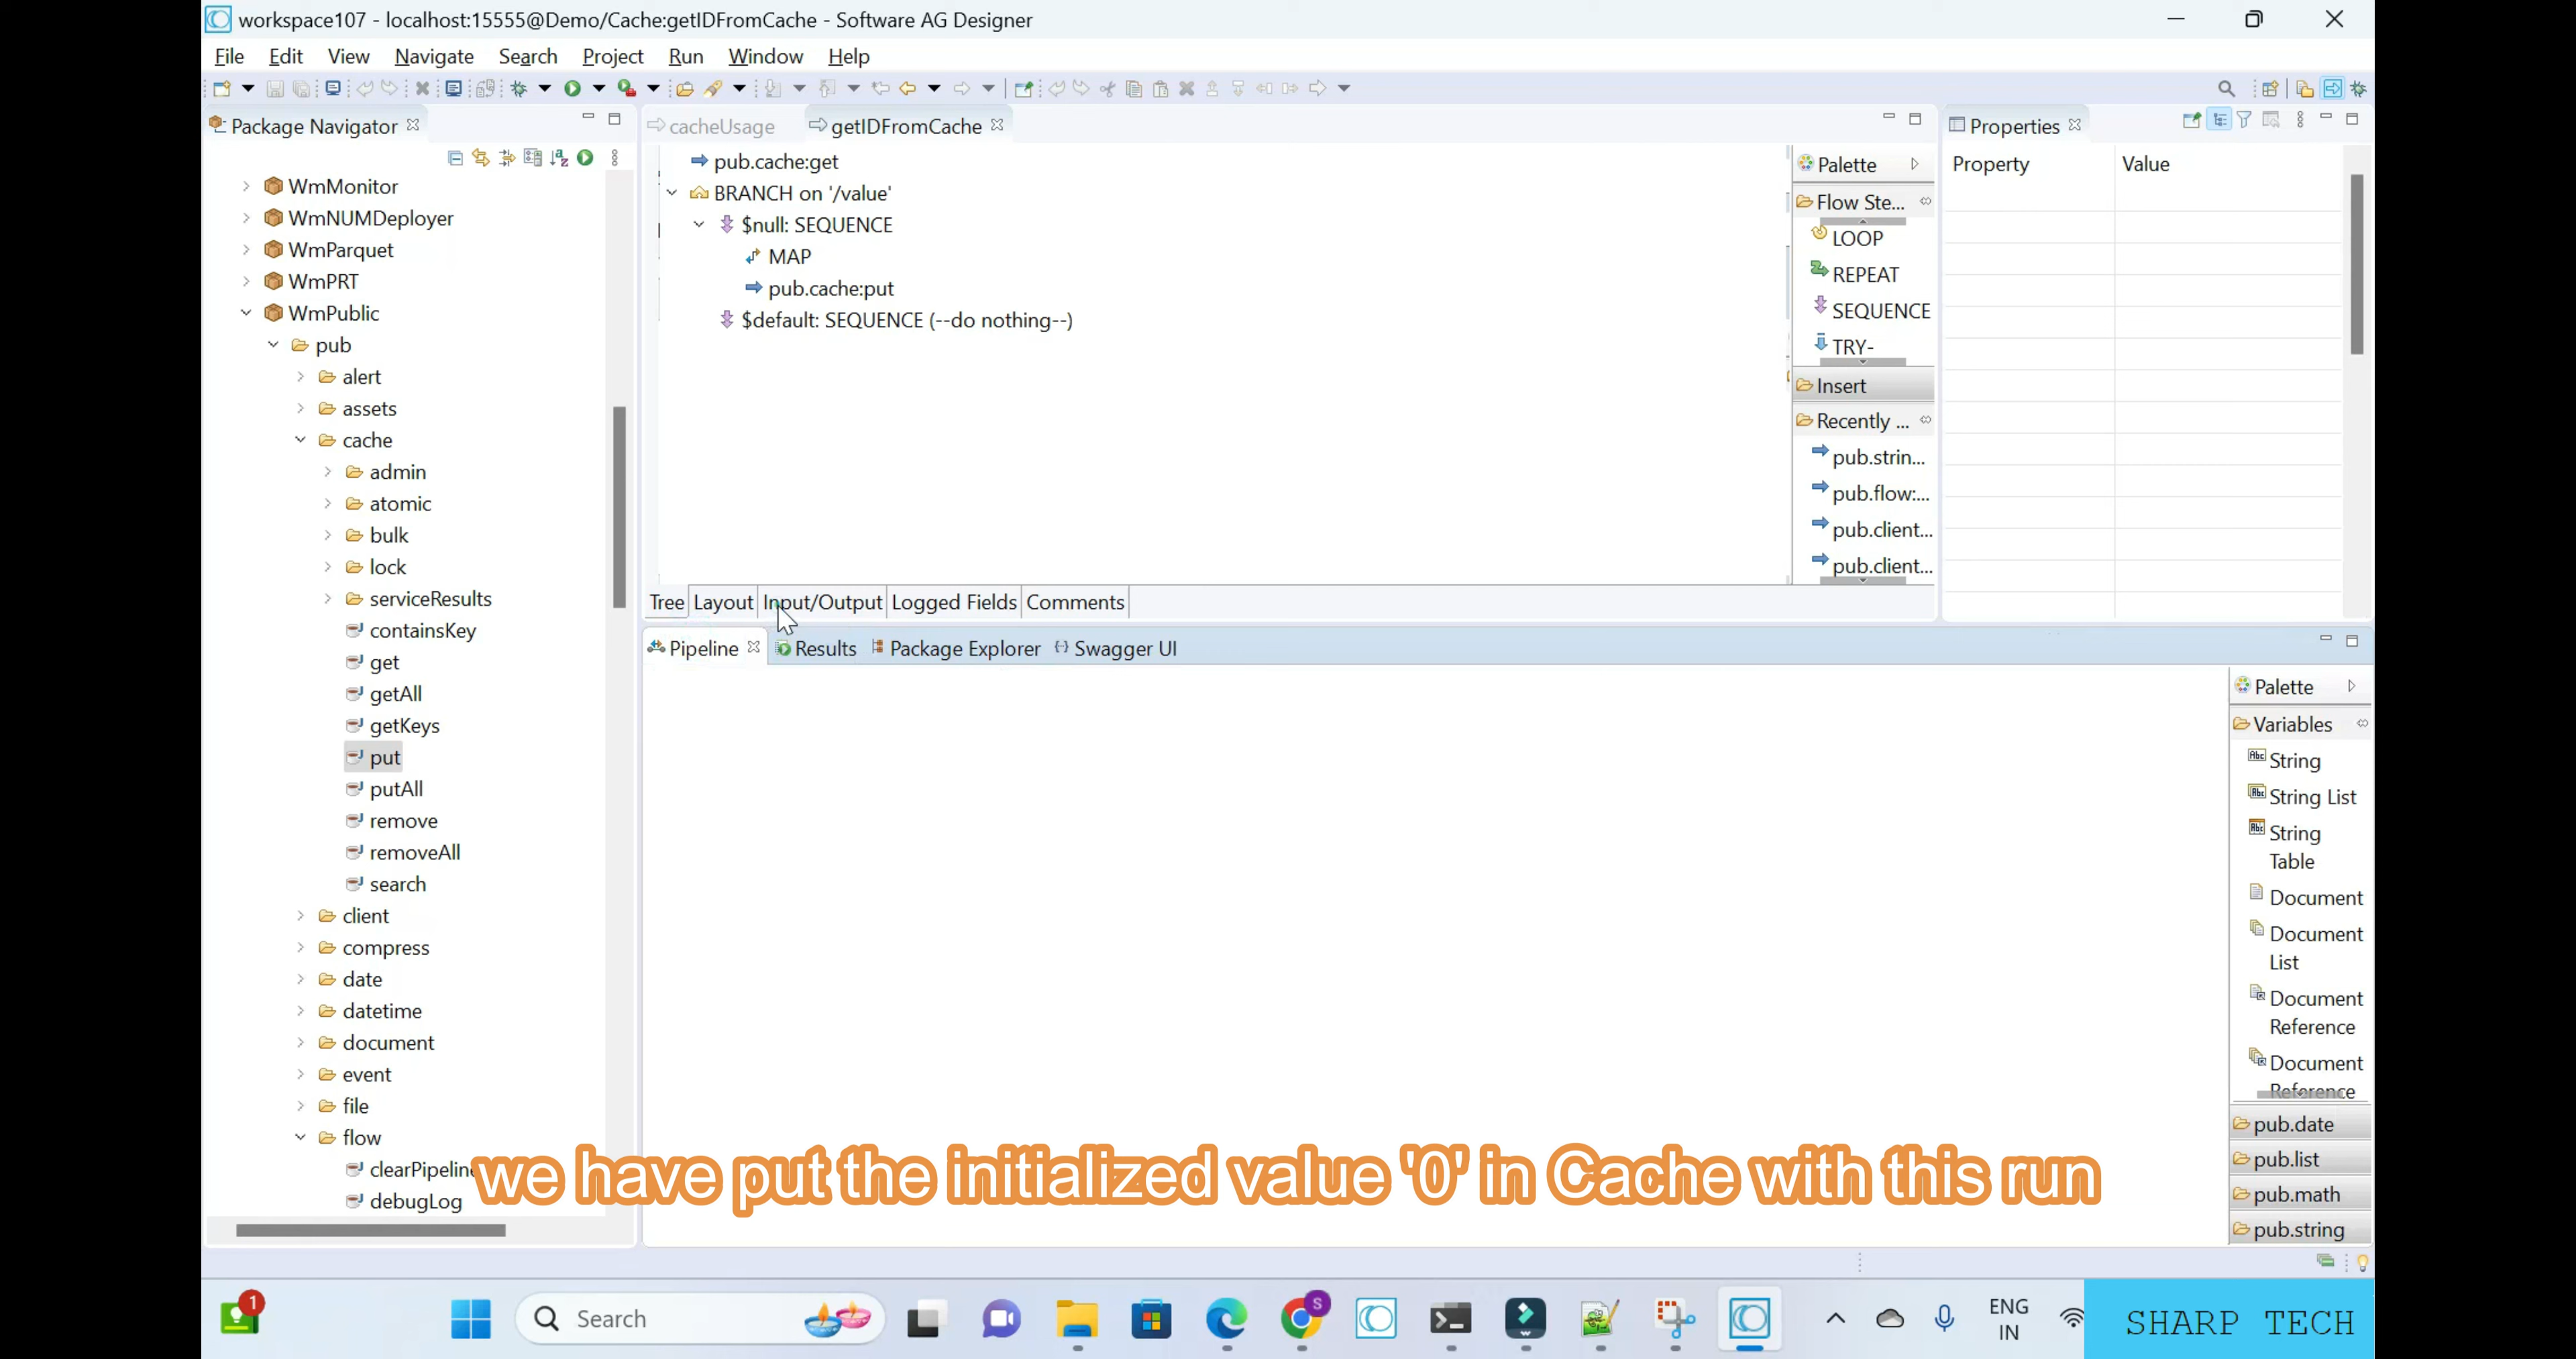 workspace107 - localhost:15555@Demo/Cache:getIDFromCache - Software AG Designer
File Edit View Navigate Search Project Run Window Help
Package Navigator
WmMonitor
WmNUMDeployer
WmParquet
WmPRT
WmPublic
pub
alert
assets
cache
admin
atomic
bulk
lock
serviceResults
containsKey
get
getAll
getKeys
put
putAll
remove
removeAll
search
client
compress
date
datetime
document
event
file
flow
clearPipeline
debugLog
cacheUsage getIDFromCache
pub.cache:get
BRANCH on '/value'
$null: SEQUENCE
MAP
pub.cache:put
$default: SEQUENCE (--do nothing--)
Palette
Flow Ste...
LOOP
REPEAT
SEQUENCE
TRY-
Insert
Recently ...
pub.strin...
pub.flow:...
pub.client...
pub.client...
Tree Layout Input/Output Logged Fields Comments
Properties
Property Value
Pipeline Results Package Explorer Swagger UI
Palette
Variables
String
String List
String
Table
Document
Document
List
Document
Reference
Document
Reference
pub.date
pub.list
pub.math
pub.string
we have put the initialized value '0' in Cache with this run
1
Search
S
ENG
IN
SHARP TECH